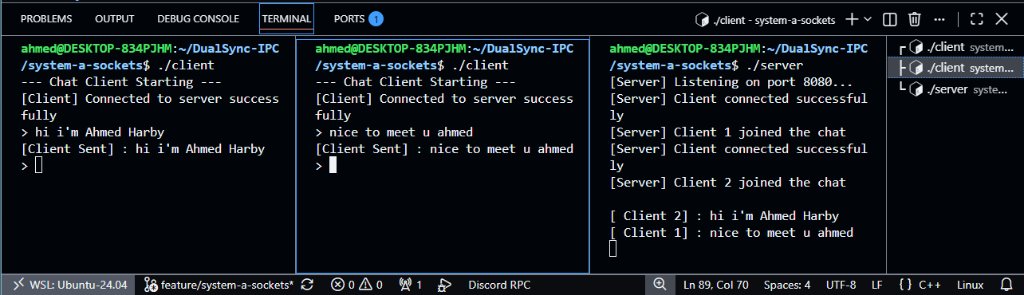 PROBLEMS OUTPUT DEBUG CONSOLE TERMINAL PORTS 1 ./client - system-a-sockets
ahmed@DESKTOP-834PJHM:~/DualSync-IPC
/system-a-sockets$ ./client
--- Chat Client Starting ---
[Client] Connected to server success
fully
> hi i'm Ahmed Harby
[Client Sent] : hi i'm Ahmed Harby
>
ahmed@DESKTOP-834PJHM:~/DualSync-IPC
/system-a-sockets$ ./client
--- Chat Client Starting ---
[Client] Connected to server success
fully
> nice to meet u ahmed
[Client Sent] : nice to meet u ahmed
>
ahmed@DESKTOP-834PJHM:~/DualSync-IPC
/system-a-sockets$ ./server
[Server] Listening on port 8080...
[Server] Client connected successful
ly
[Server] Client 1 joined the chat
[Server] Client connected successful
ly
[Server] Client 2 joined the chat
[ Client 2] : hi i'm Ahmed Harby
[ Client 1] : nice to meet u ahmed
./client system...
./client system...
./server syste...
WSL: Ubuntu-24.04 feature/system-a-sockets* 0 0 1 Discord RPC Ln 89, Col 70 Spaces: 4 UTF-8 LF {} C++ Linux